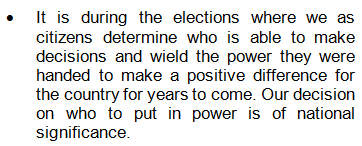 • It is during the elections where we as
citizens determine who is able to make
decisions and wield the power they were
handed to make a positive difference for
the country for years to come. Our decision
on who to put in power is of national
significance.